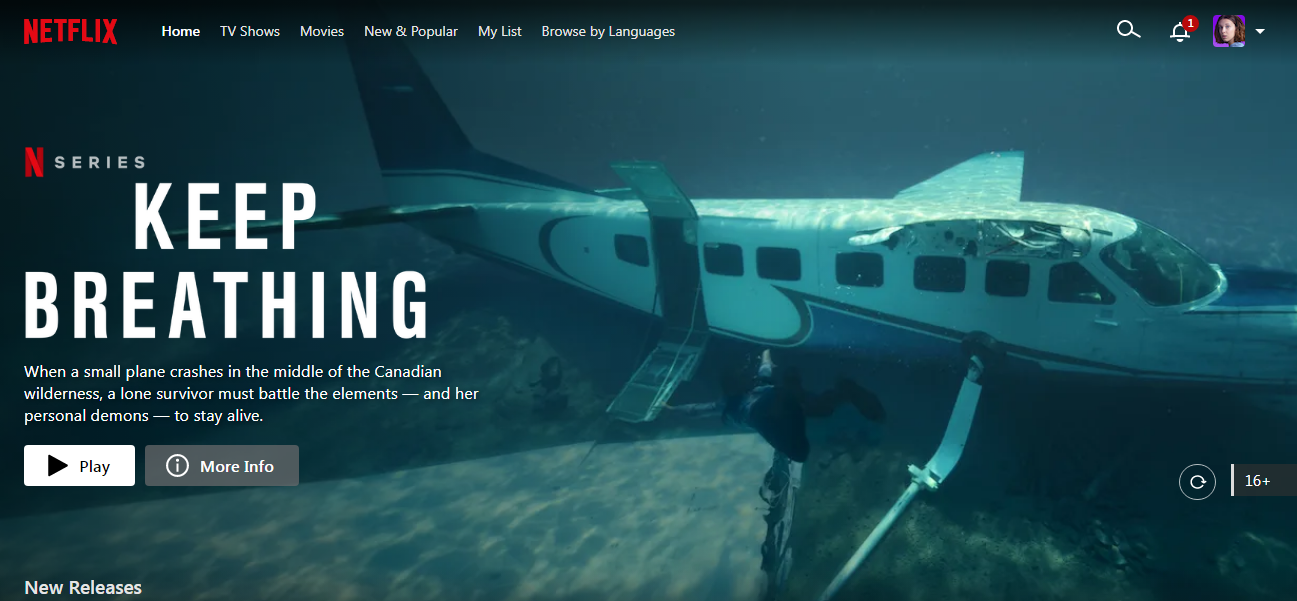 NETFLIX Home TV Shows Movies New & Popular My List Browse by Languages 1
N SERIES
KEEP
BREATHING
When a small plane crashes in the middle of the Canadian
wilderness, a lone survivor must battle the elements — and her
personal demons — to stay alive.
Play More Info 16+
New Releases